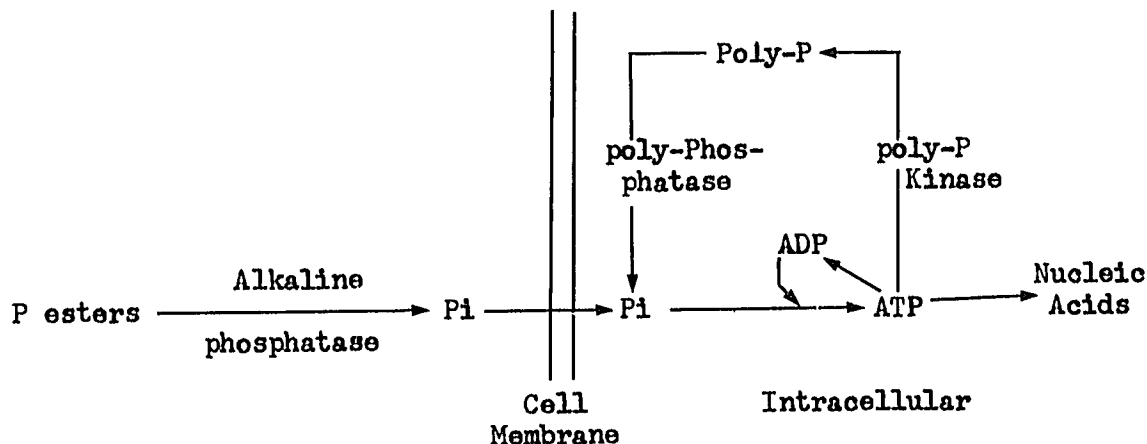 Poly-P
poly-Phos-
phatase
poly-P
Kinase
ADP
P esters
Alkaline
phosphatase
Pi
Pi
ATP
Nucleic
Acids
Cell
Membrane
Intracellular